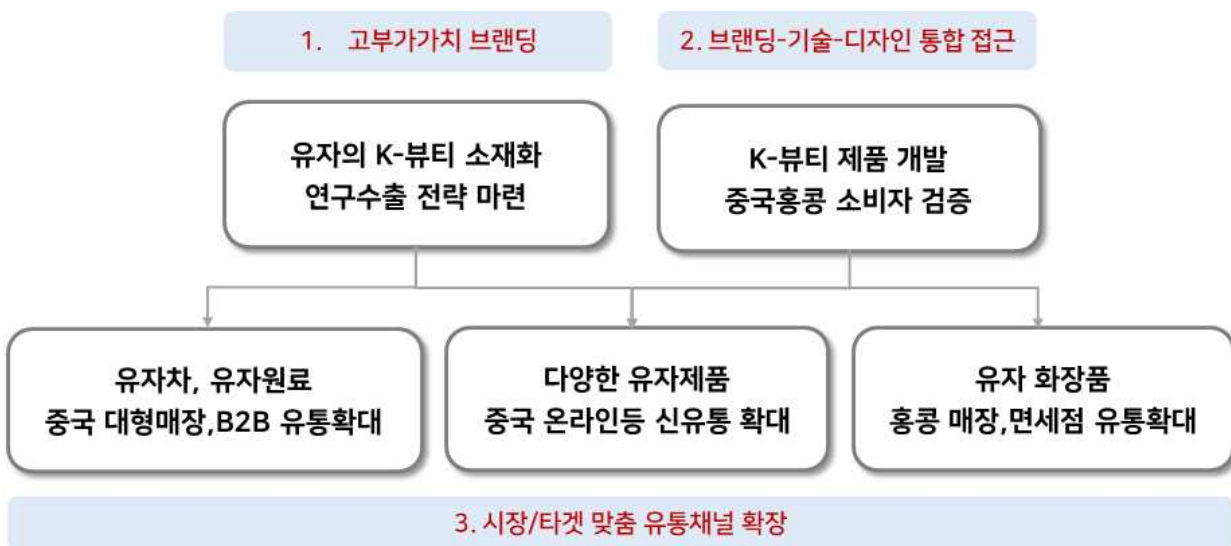 1. 고부가가치 브랜딩
2. 브랜딩-기술-디자인 통합 접근
유자의 K-뷰티 소재화
연구수출 전략 마련
K-뷰티 제품 개발
중국홍콩 소비자 검증
유자차, 유자원료
중국 대형매장,B2B 유통확대
다양한 유자제품
중국 온라인등 신유통 확대
유자 화장품
홍콩 매장,면세점 유통확대
3. 시장/타겟 맞춤 유통채널 확장